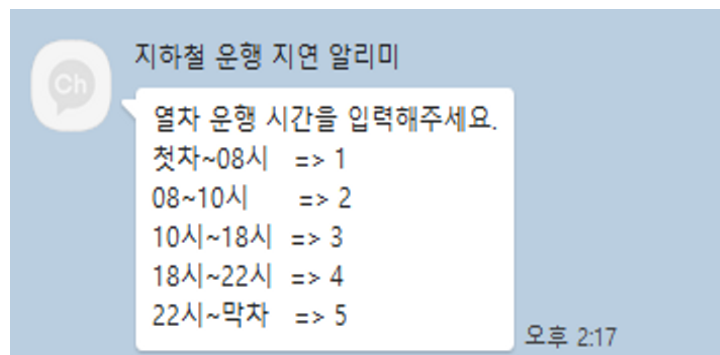 지하철 운행 지연 알리미
Ch
열차 운행 시간을 입력해주세요.
첫차~08시 => 1
08~10시 => 2
10시~18시 => 3
18시~22시 => 4
22시~막차 => 5
오후 2:17